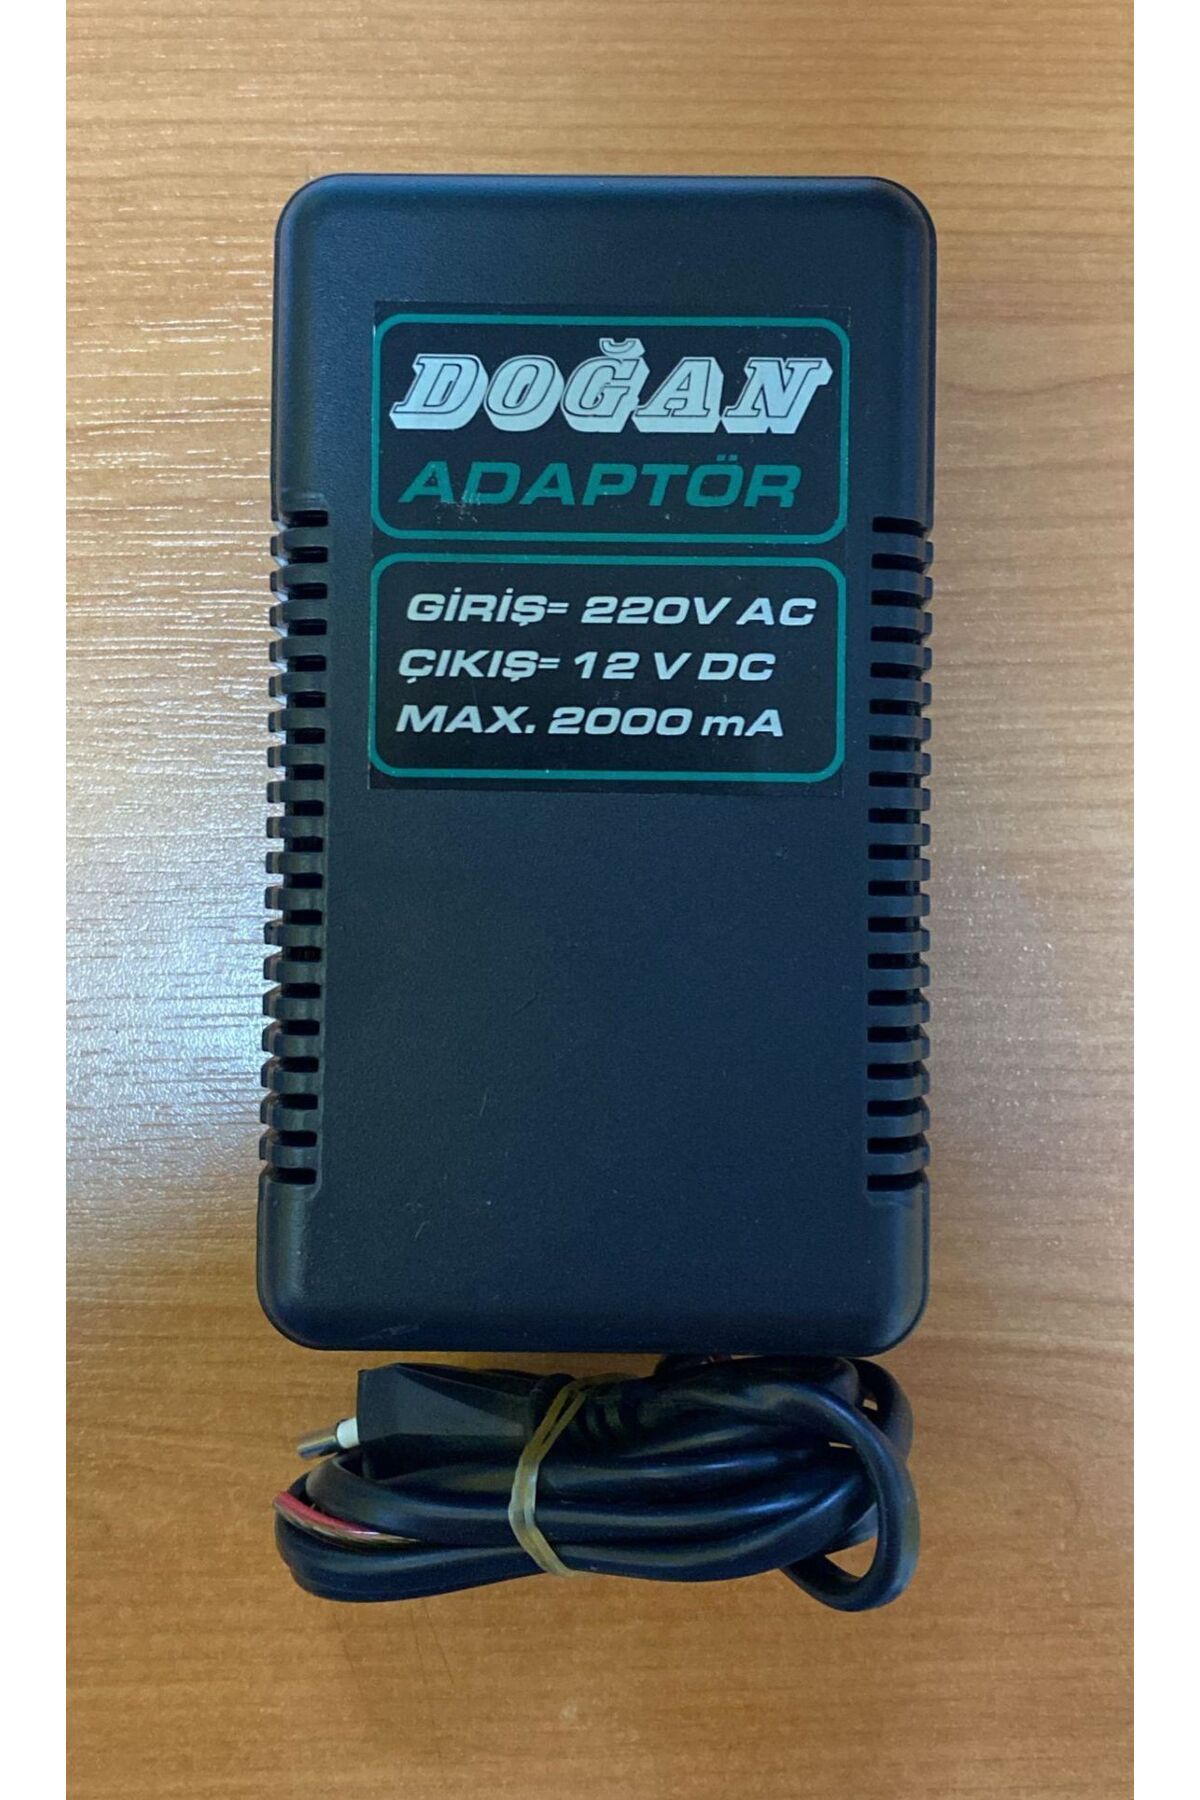 DOĞAN
ADAPTÖR
GİRİŞ= 220V AC
ÇIKIŞ= 12 V DC
MAX. 2000 mA